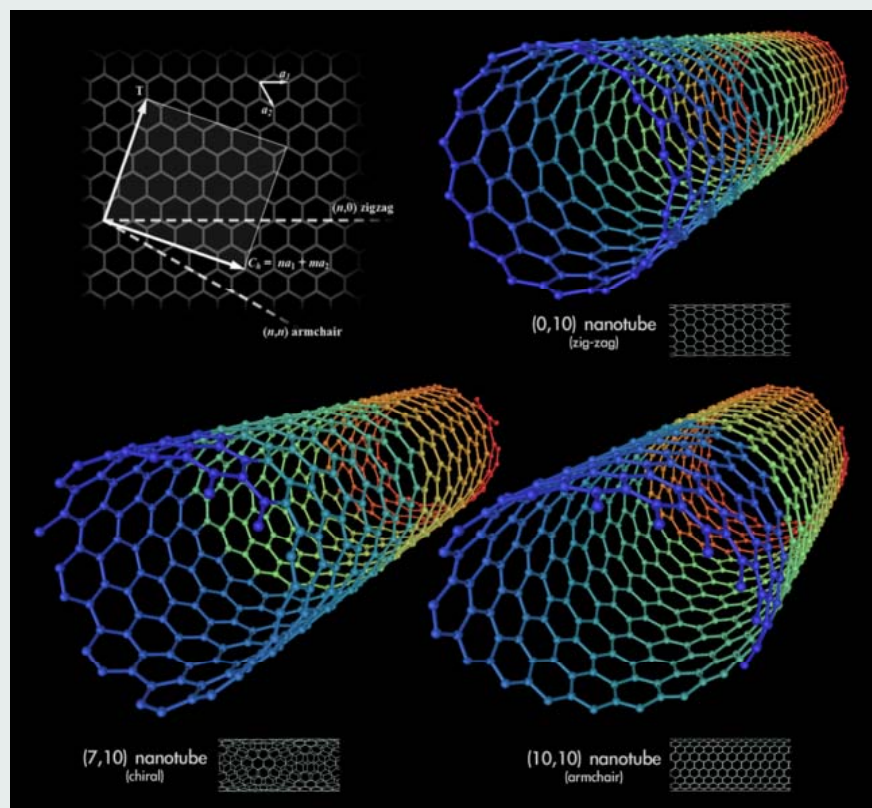 a₁
a₂
T
(n,0) zigzag
Cₕ = na₁ + ma₂
(n,n) armchair
(0,10) nanotube
(zig-zag)
(7,10) nanotube
(chiral)
(10,10) nanotube
(armchair)